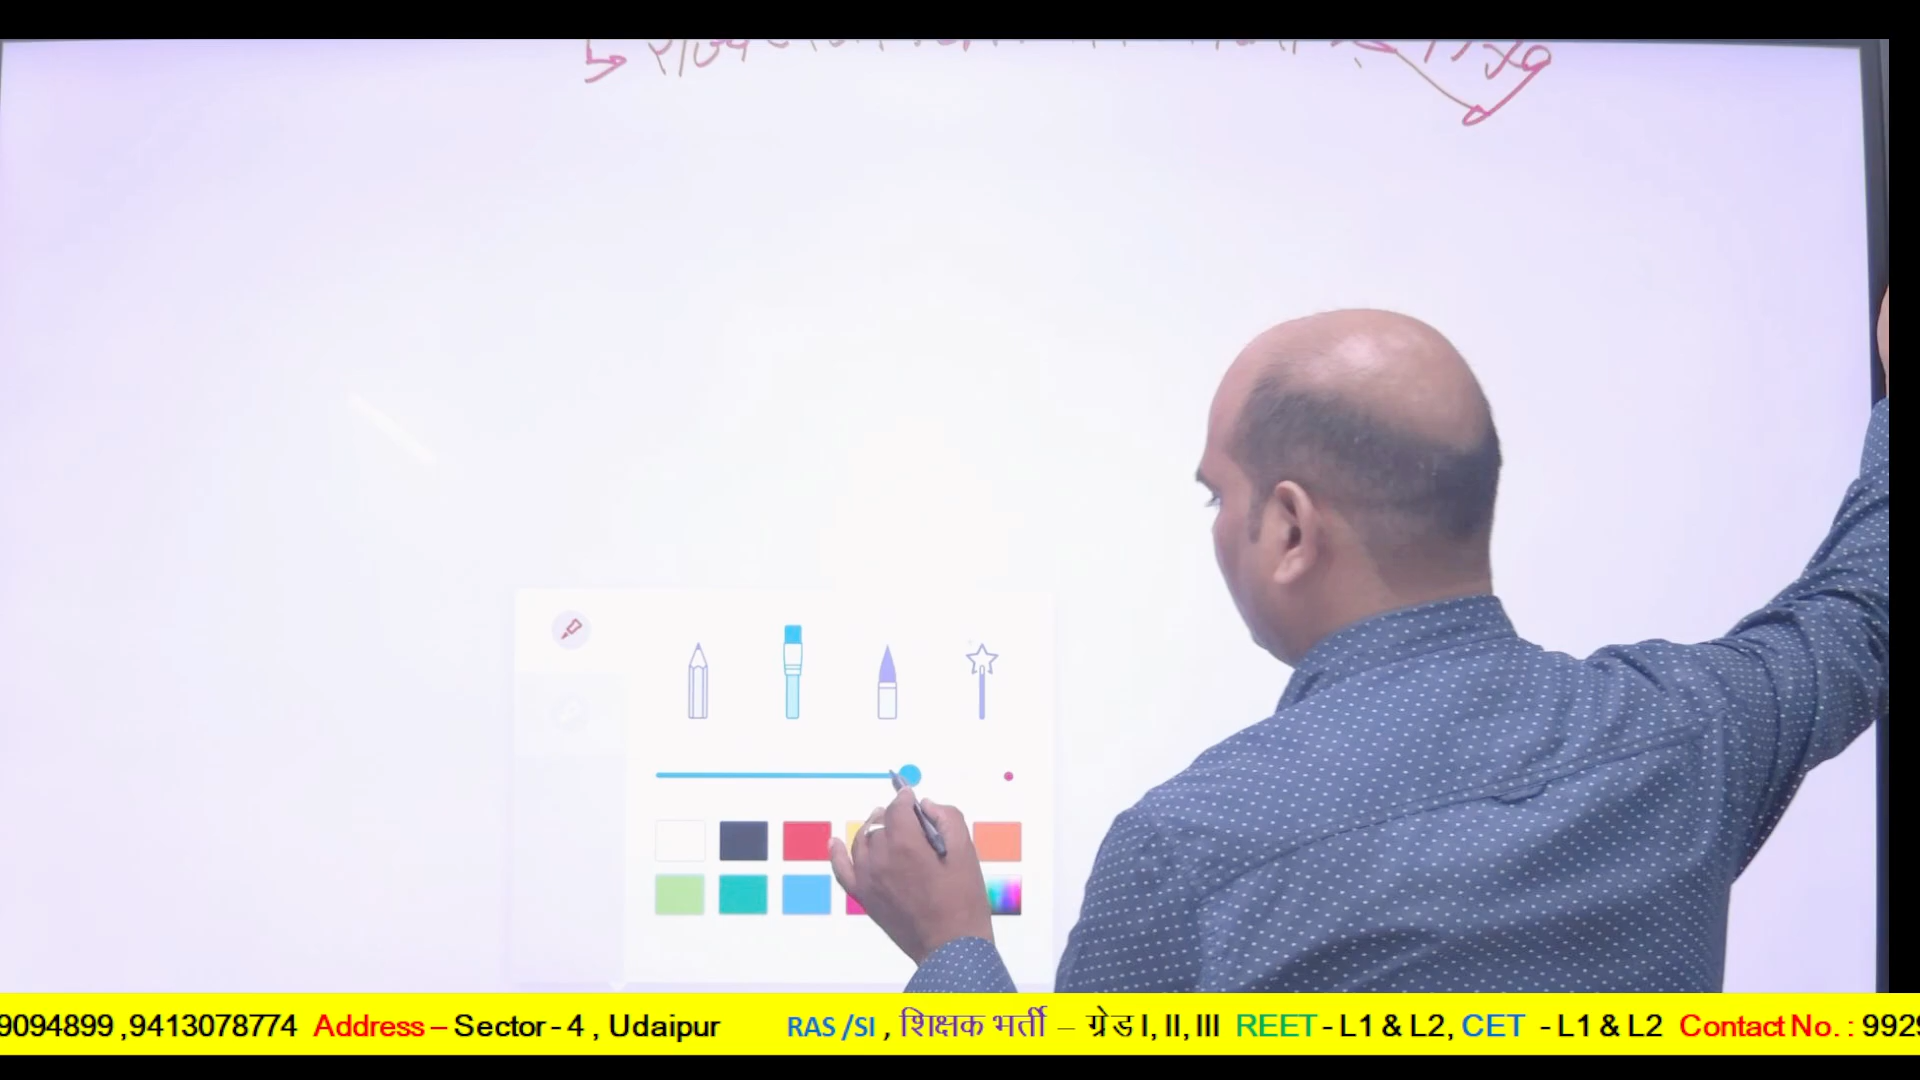 9094899 ,9413078774 Address – Sector - 4 , Udaipur RAS /SI , शिक्षक भर्ती – ग्रेड I, II, III REET - L1 & L2, CET - L1 & L2 Contact No. : 9929